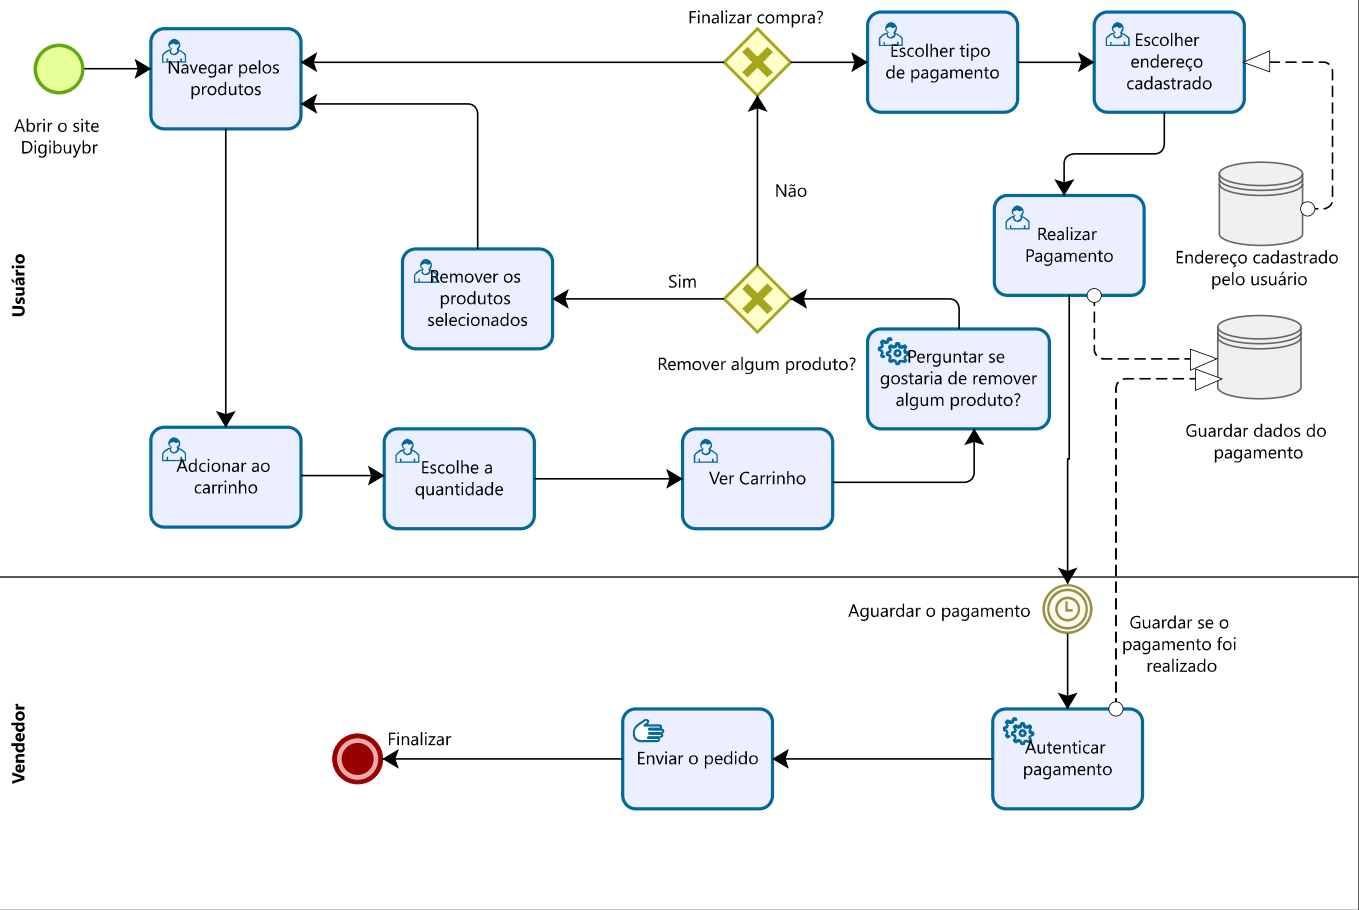 Finalizar compra?
Navegar pelos
produtos
Escolher tipo
de pagamento
Escolher
endereço
cadastrado
Abrir o site
Digibuybr
Não
Realizar
Pagamento
Endereço cadastrado
pelo usuário
Usuário
Remover os
produtos
selecionados
Sim
Remover algum produto?
Perguntar se
gostaria de remover
algum produto?
Guardar dados do
pagamento
Adcionar ao
carrinho
Escolhe a
quantidade
Ver Carrinho
Aguardar o pagamento
Guardar se o
pagamento foi
realizado
Vendedor
Finalizar
Enviar o pedido
Autenticar
pagamento